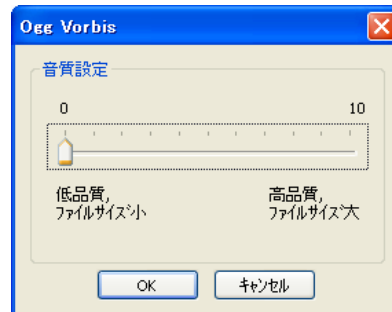 Ogg Vorbis
音質設定
0 10
低品質, 高品質,
ﾌｧｲﾙｻｲｽﾞ小 ﾌｧｲﾙｻｲｽﾞ大
OK ｷｬﾝｾﾙ